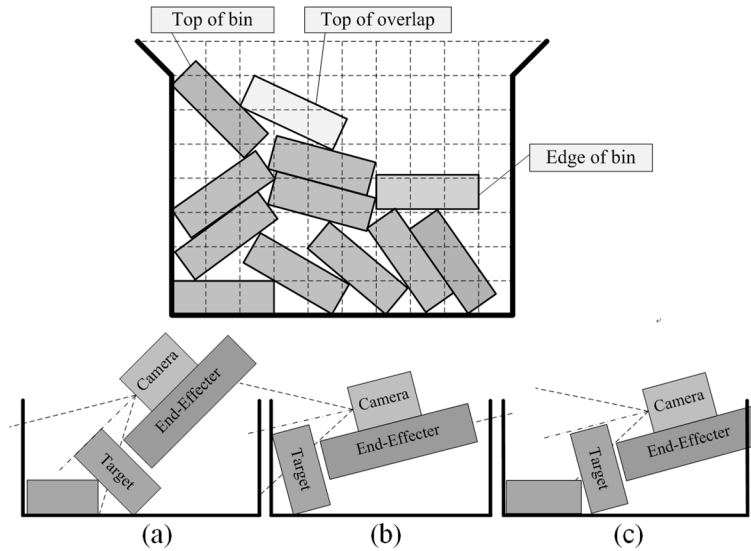 Top of bin
Top of overlap
Edge of bin
Camera
End-Effecter
Target
Camera
End-Effecter
Target
Camera
End-Effecter
Target
(a)
(b)
(c)